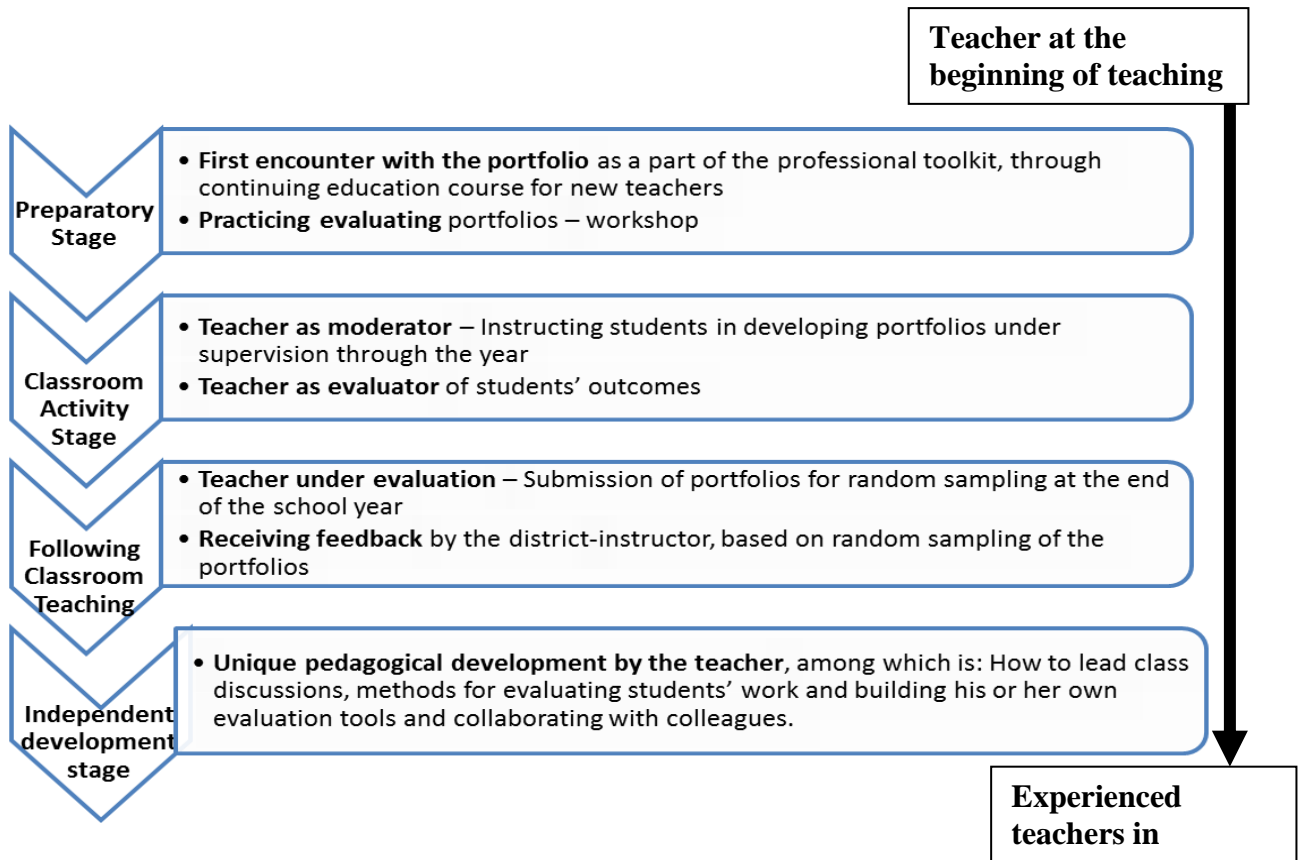 Teacher at the
beginning of teaching
Preparatory
Stage
• First encounter with the portfolio as a part of the professional toolkit, through
continuing education course for new teachers
• Practicing evaluating portfolios – workshop
Classroom
Activity
Stage
• Teacher as moderator – Instructing students in developing portfolios under
supervision through the year
• Teacher as evaluator of students’ outcomes
Following
Classroom
Teaching
• Teacher under evaluation – Submission of portfolios for random sampling at the end
of the school year
• Receiving feedback by the district-instructor, based on random sampling of the
portfolios
Independent
development
stage
• Unique pedagogical development by the teacher, among which is: How to lead class
discussions, methods for evaluating students’ work and building his or her own
evaluation tools and collaborating with colleagues.
Experienced
teachers in